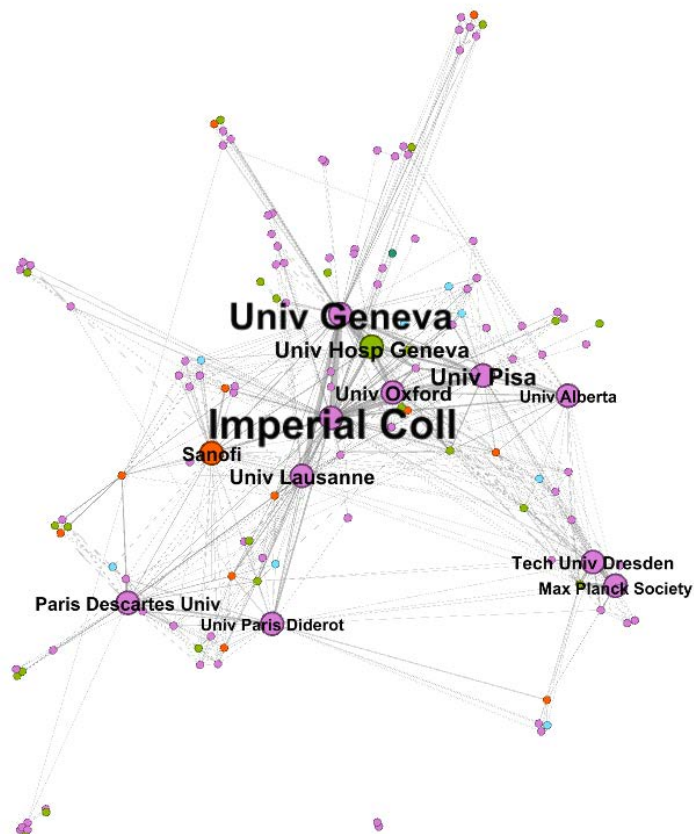 Univ Geneva
Univ Hosp Geneva
Univ Pisa
Univ Oxford
Univ Alberta
Imperial Coll
Sanofi
Univ Lausanne
Tech Univ Dresden
Max Planck Society
Paris Descartes Univ
Univ Paris Diderot